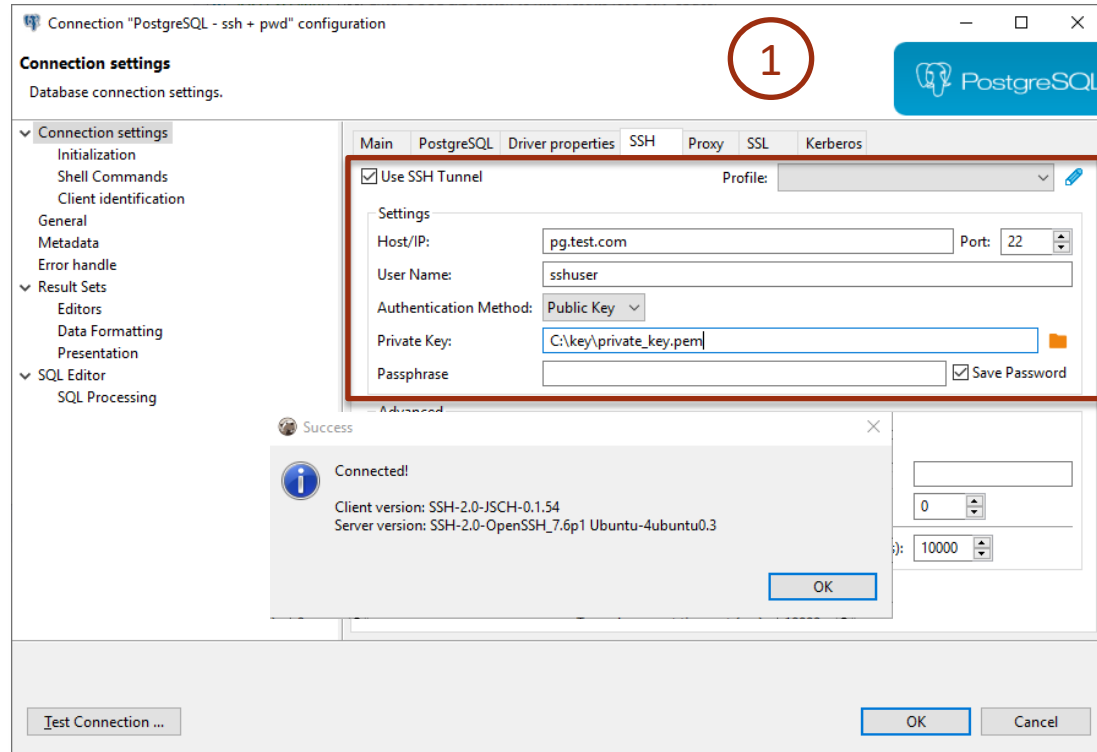 Connection "PostgreSQL - ssh + pwd" configuration
1
Connection settings
Database connection settings.
PostgreSQL
Connection settings
Initialization
Shell Commands
Client identification
General
Metadata
Error handle
Result Sets
Editors
Data Formatting
Presentation
SQL Editor
SQL Processing
Main PostgreSQL Driver properties SSH Proxy SSL Kerberos
Use SSH Tunnel Profile:
Settings
Host/IP: pg.test.com Port: 22
User Name: sshuser
Authentication Method: Public Key
Private Key: C:\key\private_key.pem
Passphrase Save Password
Advanced
Success
Connected!
Client version: SSH-2.0-JSCH-0.1.54
Server version: SSH-2.0-OpenSSH_7.6p1 Ubuntu-4ubuntu0.3
OK
0
): 10000
Test Connection ... OK Cancel